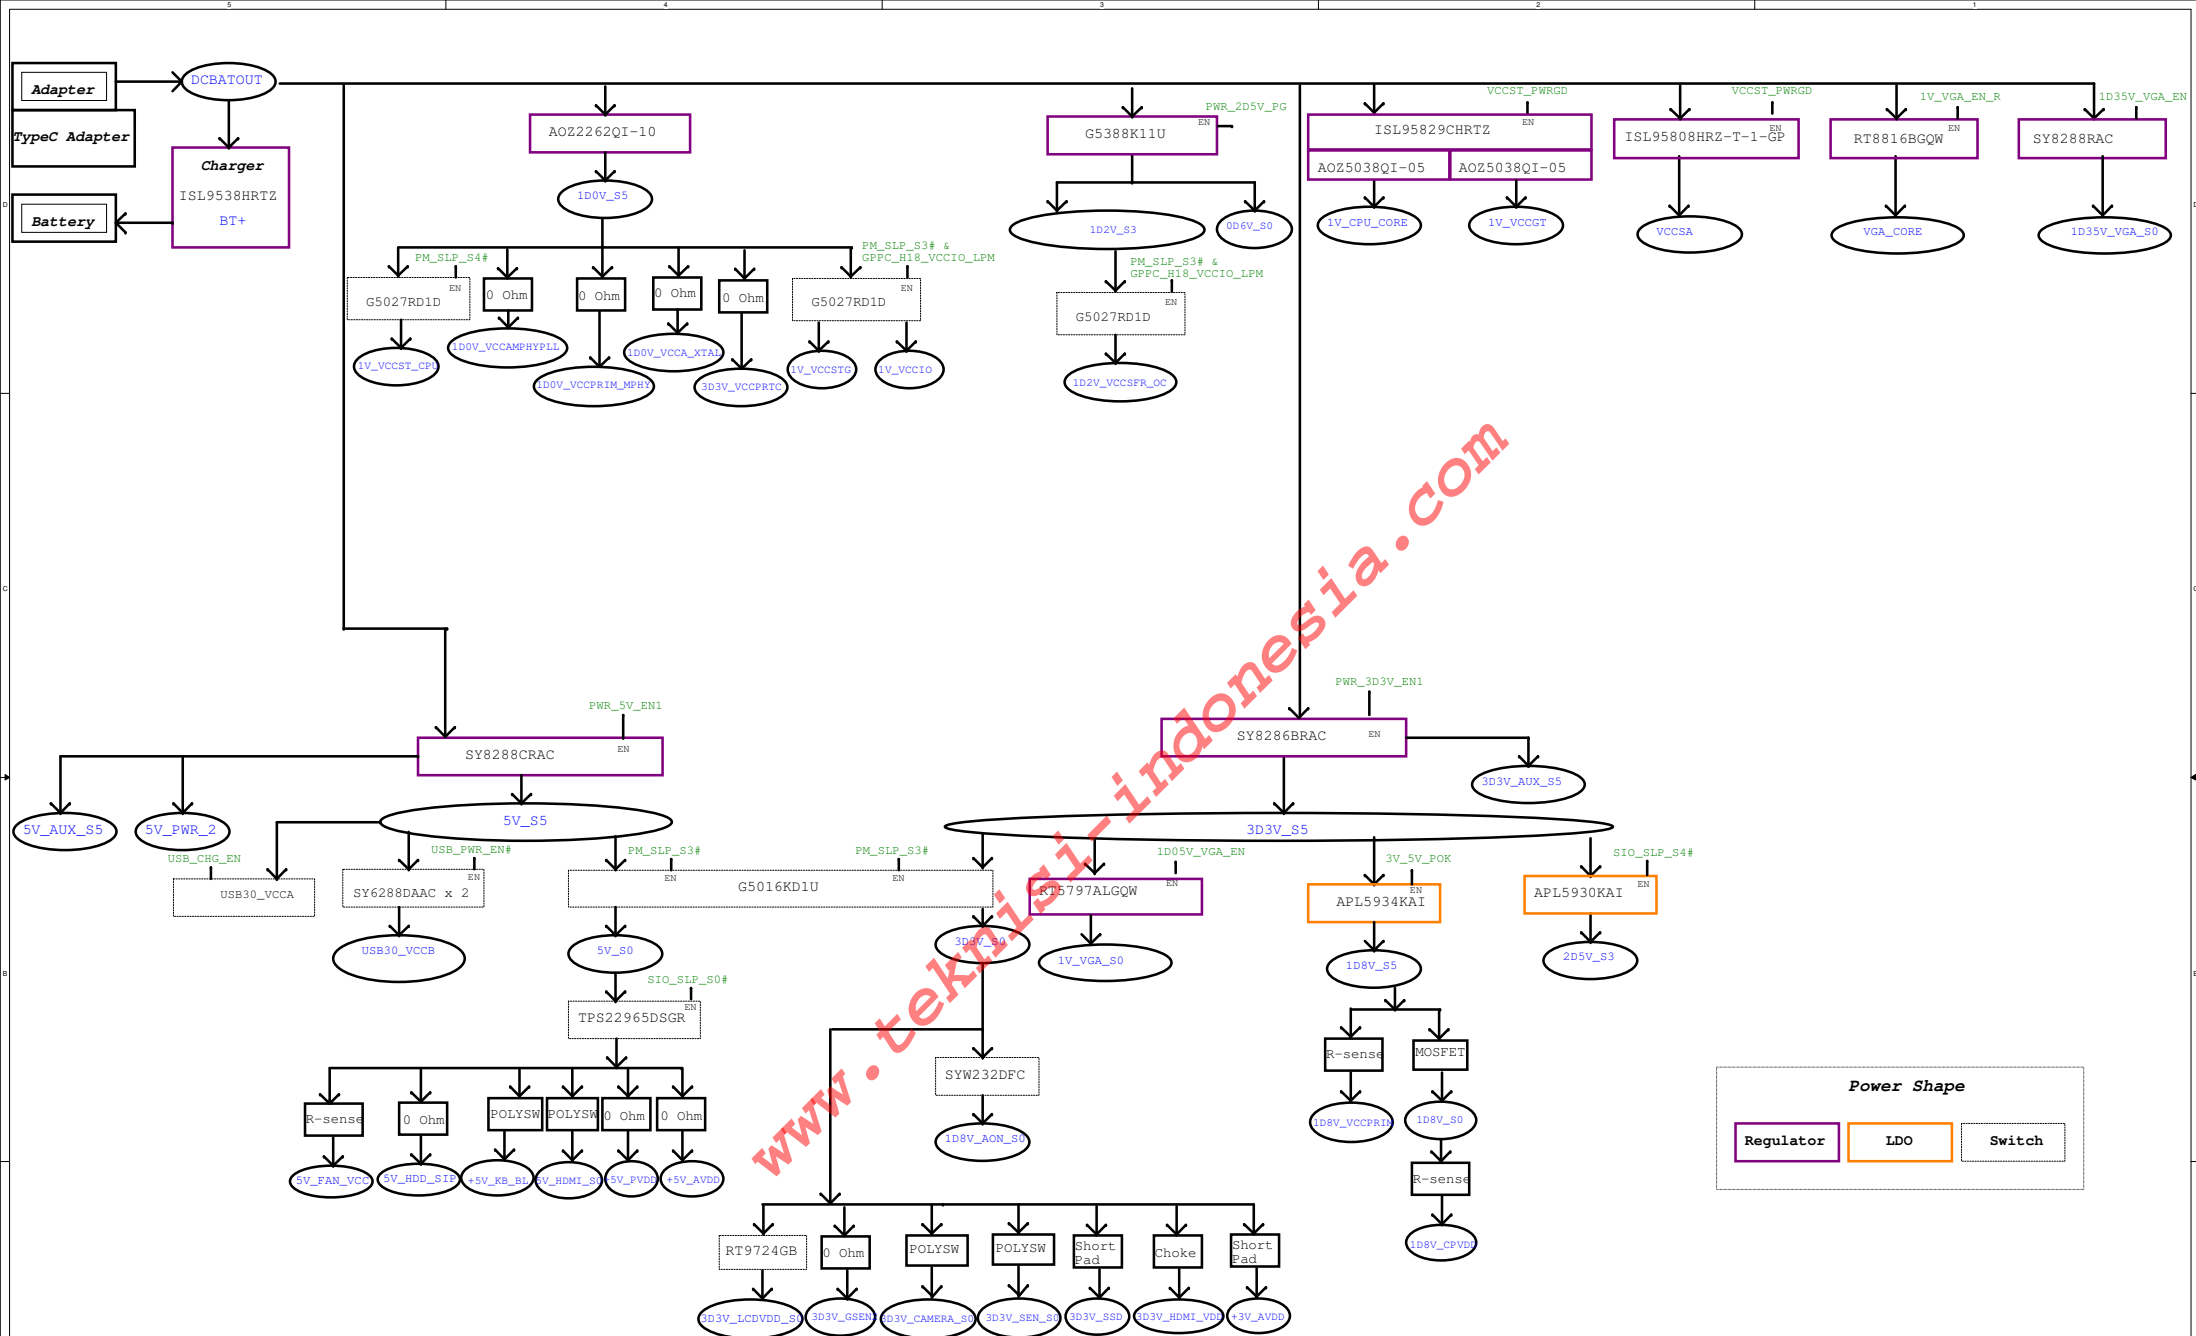 5 4 3 2 1
Adapter
DCBATOUT
TypeC Adapter
Charger
ISL9538HRTZ
BT+
Battery
AOZ2262QI-10
1D0V_S5
PM_SLP_S4#
EN
G5027RD1D
0 Ohm
0 Ohm
0 Ohm
0 Ohm
PM_SLP_S3# &
GPPC_H18_VCCIO_LPM
EN
G5027RD1D
1V_VCCST_CPU
1D0V_VCCAMPHYPLL
1D0V_VCCPRIM_MPHY
1D0V_VCCA_XTAL
3D3V_VCCPRTC
1V_VCCSTG
1V_VCCIO
PWR_2D5V_PG
EN
G5388K11U
1D2V_S3
0D6V_S0
PM_SLP_S3# &
GPPC_H18_VCCIO_LPM
EN
G5027RD1D
1D2V_VCCSFR_OC
VCCST_PWRGD
EN
ISL95829CHRTZ
AOZ5038QI-05
AOZ5038QI-05
1V_CPU_CORE
1V_VCCGT
VCCST_PWRGD
EN
ISL95808HRZ-T-1-GP
VCCSA
1V_VGA_EN_R
EN
RT8816BGQW
VGA_CORE
1D35V_VGA_EN
SY8288RAC
1D35V_VGA_S0
D
C
B
www.teknisi-indonesia.com
PWR_5V_EN1
EN
SY8288CRAC
5V_AUX_S5
5V_PWR_2
5V_S5
USB_CHG_EN
USB30_VCCA
USB_PWR_EN#
EN
SY6288DAAC x 2
USB30_VCCB
PM_SLP_S3#
EN
G5016KD1U
PM_SLP_S3#
EN
5V_S0
3D3V_S0
SIO_SLP_S0#
EN
TPS22965DSGR
R-sense
0 Ohm
POLYSW
POLYSW
0 Ohm
0 Ohm
5V_FAN_VCC
5V_HDD_SIP
+5V_KB_BL
5V_HDMI_S0
+5V_PVDD
+5V_AVDD
PWR_3D3V_EN1
SY8286BRAC
EN
3D3V_AUX_S5
3D3V_S5
1D05V_VGA_EN
EN
RT5797ALGQW
1V_VGA_S0
3V_5V_POK
EN
APL5934KAI
1D8V_S5
SIO_SLP_S4#
EN
APL5930KAI
2D5V_S3
R-sense
MOSFET
1D8V_VCCPRIM
1D8V_S0
R-sense
1D8V_CPVDD
SYW232DFC
1D8V_AON_S0
RT9724GB
0 Ohm
POLYSW
POLYSW
Short
Pad
Choke
Short
Pad
3D3V_LCDVDD_S0
3D3V_GSEN
3D3V_CAMERA_S0
3D3V_SEN_S0
3D3V_SSD
3D3V_HDMI_VDD
+3V_AVDD
Power Shape
Regulator
LDO
Switch